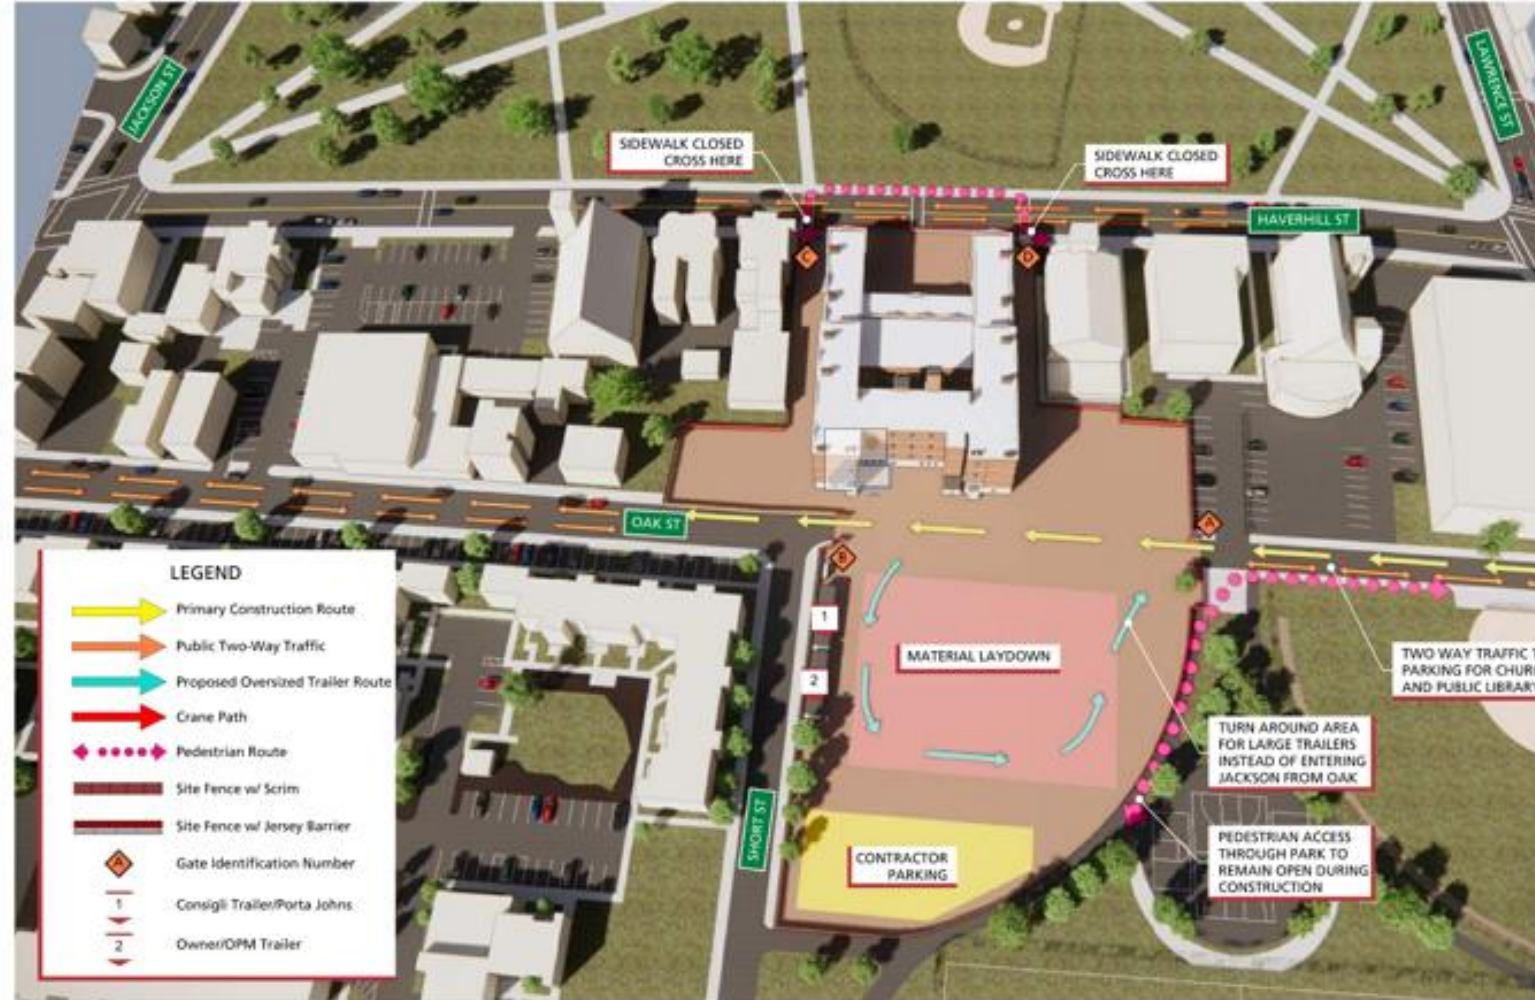 JACKSON ST
LAWRENCE ST
SIDEWALK CLOSED
CROSS HERE
SIDEWALK CLOSED
CROSS HERE
HAVERHILL ST
C
D
OAK ST
A
B
1
2
MATERIAL LAYDOWN
TWO WAY TRAFFIC
PARKING FOR
AND PUBLIC
TURN AROUND AREA
FOR LARGE TRAILERS
INSTEAD OF ENTERING
JACKSON FROM OAK
SHORT ST
CONTRACTOR
PARKING
PEDESTRIAN ACCESS
THROUGH PARK TO
REMAIN OPEN DURING
CONSTRUCTION
LEGEND
Primary Construction Route
Public Two-Way Traffic
Proposed Oversized Trailer Route
Crane Path
Pedestrian Route
Site Fence w/ Scrim
Site Fence w/ Jersey Barrier
A
Gate Identification Number
1
Consigli Trailer/Porta Johns
2
Owner/OPM Trailer